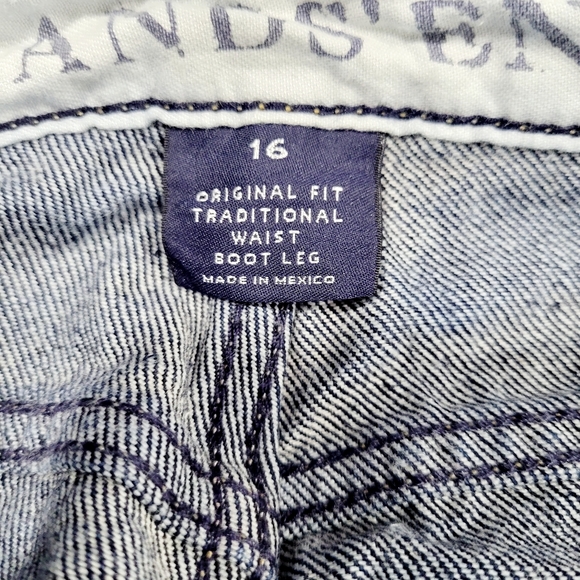 ANDS' EN
16
ORIGINAL FIT
TRADITIONAL
WAIST
BOOT LEG
MADE IN MEXICO